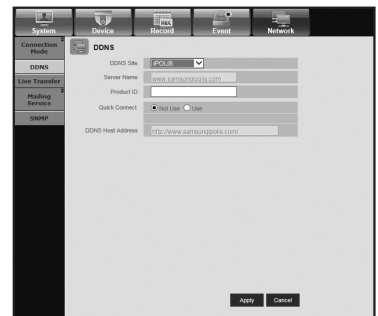 System Device Record Event Network
REC
Connection Mode
DDNS
Live Transfer
Mailing Service
SNMP
DDNS
DDNS Site iPOLiS
Server Name www.samsungipolis.com
Product ID
Quick Connect Not Use Use
DDNS Host Address http://www.samsungipolis.com/
Apply Cancel